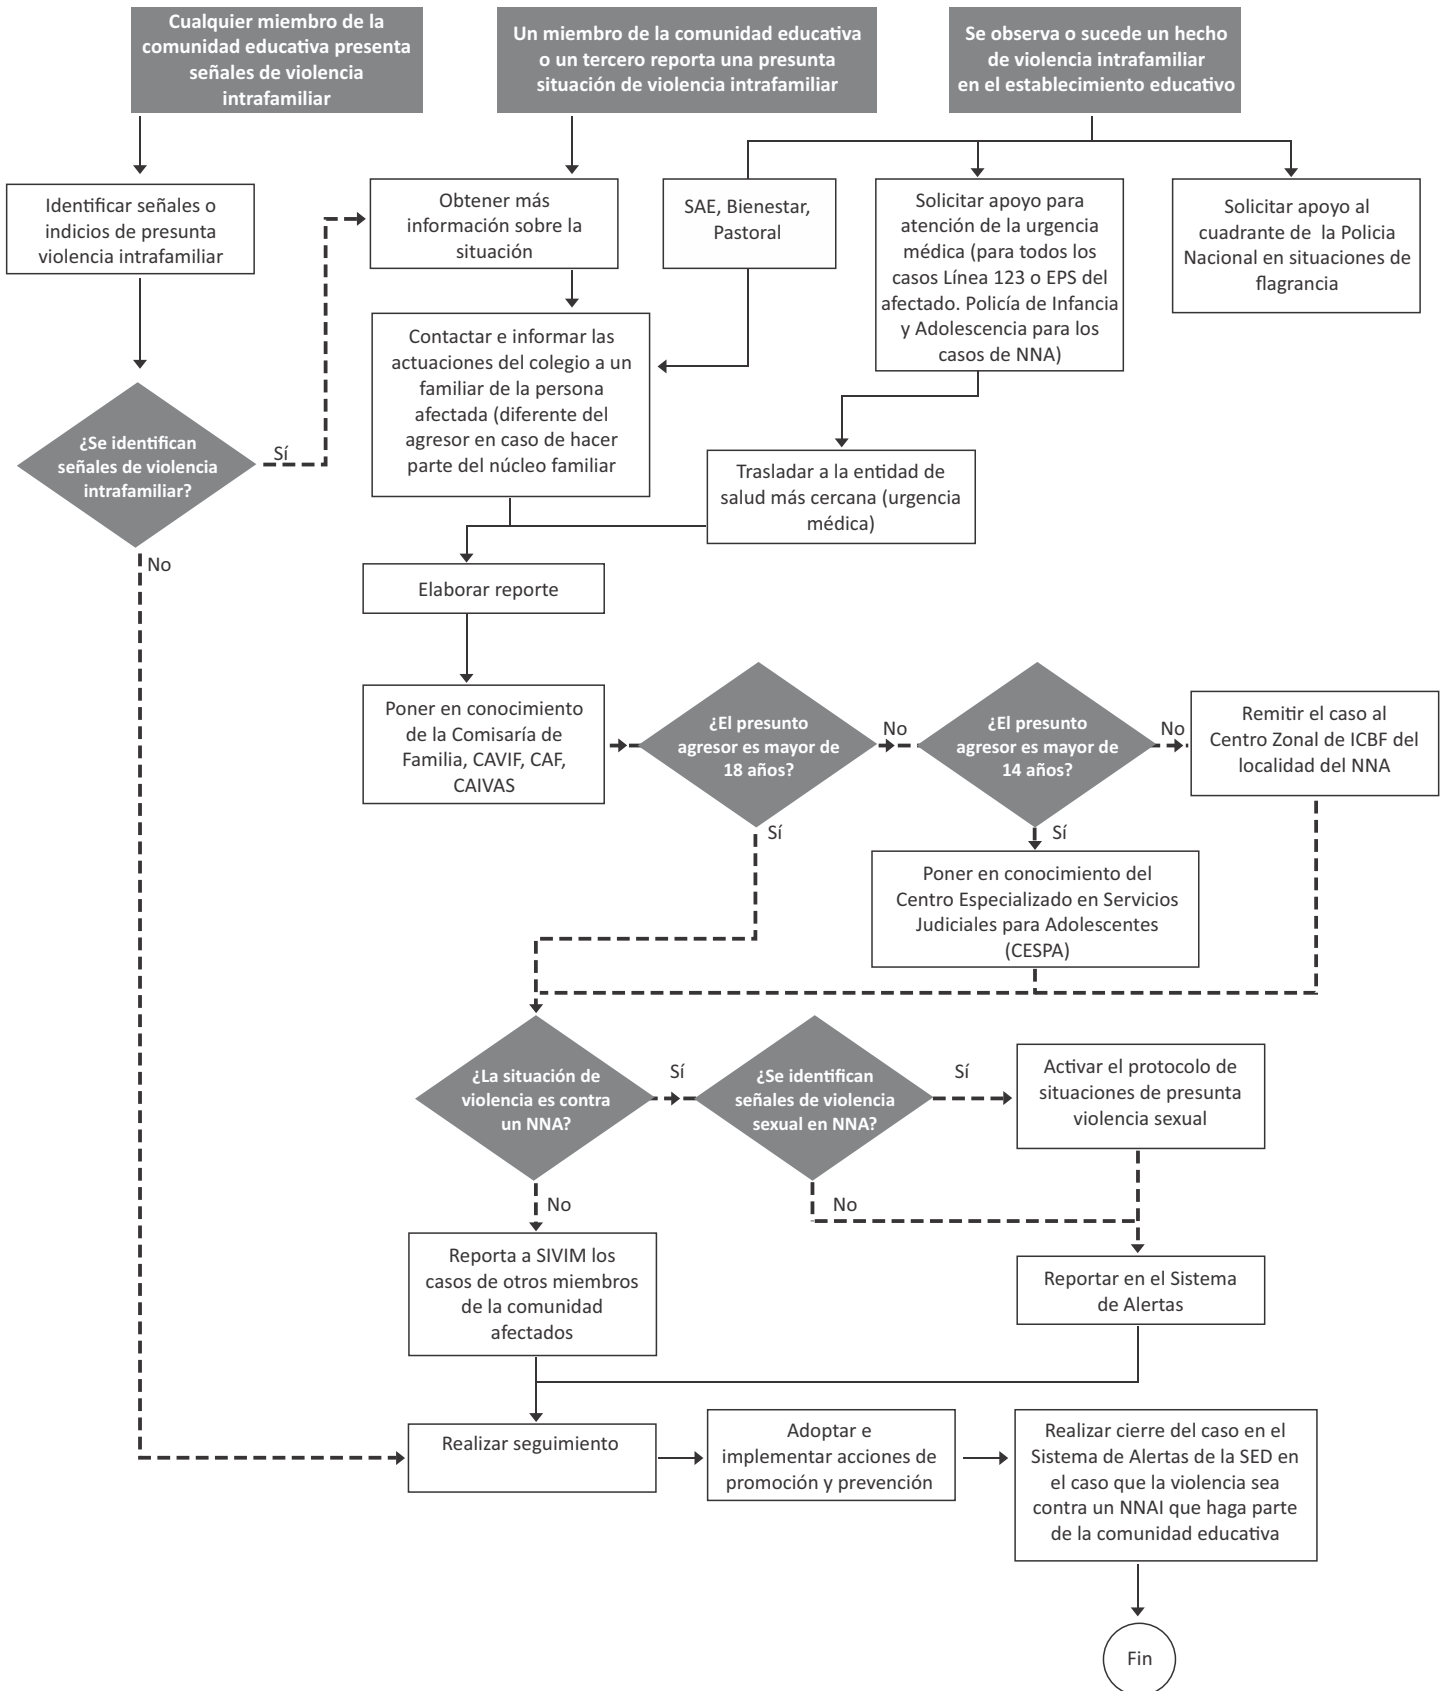 Cualquier miembro de la
comunidad educativa presenta
señales de violencia
intrafamiliar
Un miembro de la comunidad educativa
o un tercero reporta una presunta
situación de violencia intrafamiliar
Se observa o sucede un hecho
de violencia intrafamiliar
en el establecimiento educativo
Identificar señales o
indicios de presunta
violencia intrafamiliar
Obtener más
información sobre la
situación
SAE, Bienestar,
Pastoral
Solicitar apoyo para
atención de la urgencia
médica (para todos los
casos Línea 123 o EPS del
afectado. Policía de Infancia
y Adolescencia para los
casos de NNA)
Solicitar apoyo al
cuadrante de la Policia
Nacional en situaciones de
flagrancia
Contactar e informar las
actuaciones del colegio a un
familiar de la persona
afectada (diferente del
agresor en caso de hacer
parte del núcleo familiar
¿Se identifican
señales de violencia
intrafamiliar?
Sí
No
Trasladar a la entidad de
salud más cercana (urgencia
médica)
Elaborar reporte
Poner en conocimiento
de la Comisaría de
Familia, CAVIF, CAF,
CAIVAS
¿El presunto
agresor es mayor de
18 años?
No
Sí
¿El presunto
agresor es mayor de
14 años?
No
Sí
Remitir el caso al
Centro Zonal de ICBF del
localidad del NNA
Poner en conocimiento del
Centro Especializado en Servicios
Judiciales para Adolescentes
(CESPA)
¿La situación de
violencia es contra
un NNA?
Sí
No
¿Se identifican
señales de violencia
sexual en NNA?
Sí
No
Activar el protocolo de
situaciones de presunta
violencia sexual
Reporta a SIVIM los
casos de otros miembros
de la comunidad
afectados
Reportar en el Sistema
de Alertas
Realizar seguimiento
Adoptar e
implementar acciones de
promoción y prevención
Realizar cierre del caso en el
Sistema de Alertas de la SED en
el caso que la violencia sea
contra un NNAI que haga parte
de la comunidad educativa
Fin